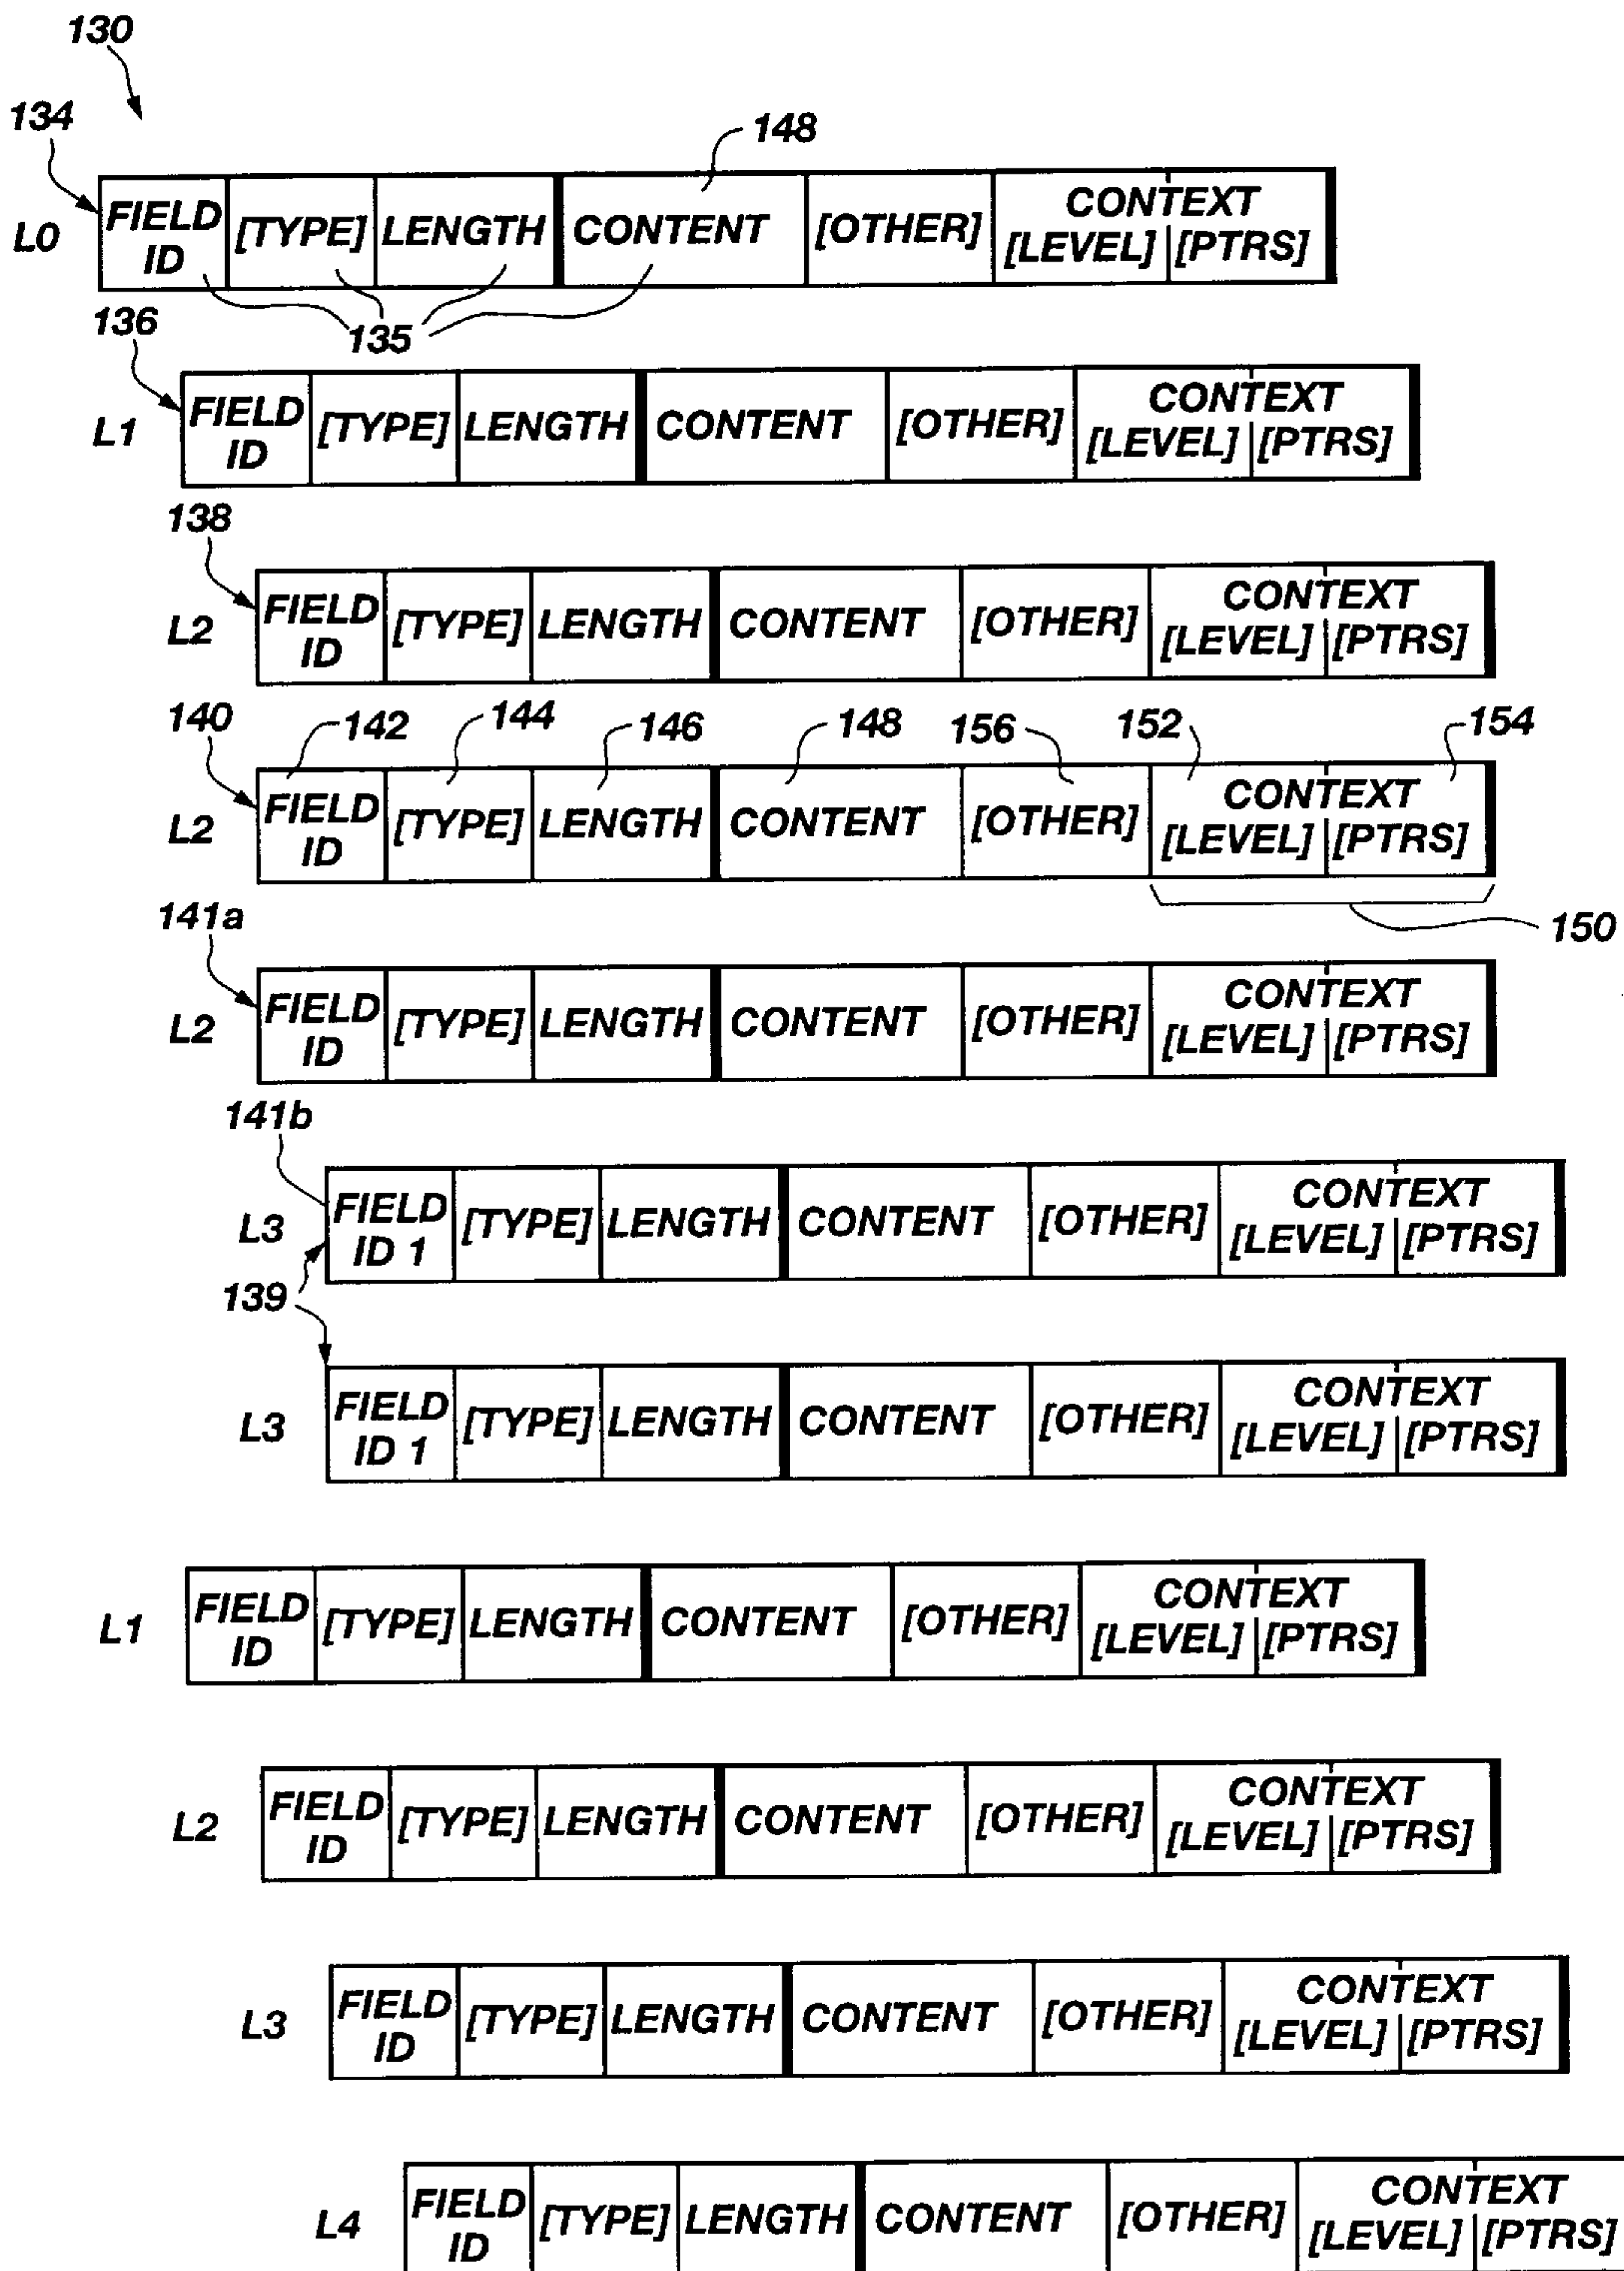 130
134
148
L0 FIELD ID [TYPE] LENGTH CONTENT [OTHER] CONTEXT [LEVEL] [PTRS]
136
135
L1 FIELD ID [TYPE] LENGTH CONTENT [OTHER] CONTEXT [LEVEL] [PTRS]
138
L2 FIELD ID [TYPE] LENGTH CONTENT [OTHER] CONTEXT [LEVEL] [PTRS]
140 142 144 146 148 156 152 154
L2 FIELD ID [TYPE] LENGTH CONTENT [OTHER] CONTEXT [LEVEL] [PTRS]
141a
150
L2 FIELD ID [TYPE] LENGTH CONTENT [OTHER] CONTEXT [LEVEL] [PTRS]
141b
L3 FIELD ID 1 [TYPE] LENGTH CONTENT [OTHER] CONTEXT [LEVEL] [PTRS]
139
L3 FIELD ID 1 [TYPE] LENGTH CONTENT [OTHER] CONTEXT [LEVEL] [PTRS]
L1 FIELD ID [TYPE] LENGTH CONTENT [OTHER] CONTEXT [LEVEL] [PTRS]
L2 FIELD ID [TYPE] LENGTH CONTENT [OTHER] CONTEXT [LEVEL] [PTRS]
L3 FIELD ID [TYPE] LENGTH CONTENT [OTHER] CONTEXT [LEVEL] [PTRS]
L4 FIELD ID [TYPE] LENGTH CONTENT [OTHER] CONTEXT [LEVEL] [PTRS]